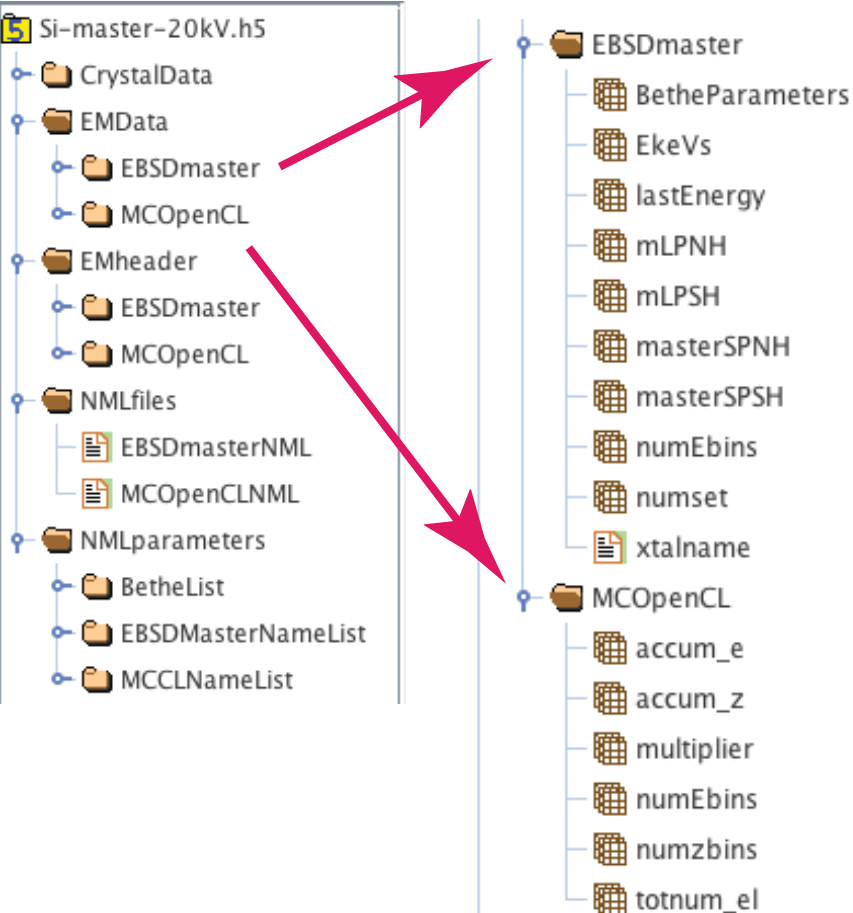 Si-master-20kV.h5
CrystalData
EMData
EBSDmaster
MCOpenCL
EMheader
EBSDmaster
MCOpenCL
NMLfiles
EBSDmasterNML
MCOpenCLNML
NMLparameters
BetheList
EBSDMasterNameList
MCCLNameList
EBSDmaster
BetheParameters
EkeVs
lastEnergy
mLPNH
mLPSH
masterSPNH
masterSPSH
numEbins
numset
xtalname
MCOpenCL
accum_e
accum_z
multiplier
numEbins
numzbins
totnum_el